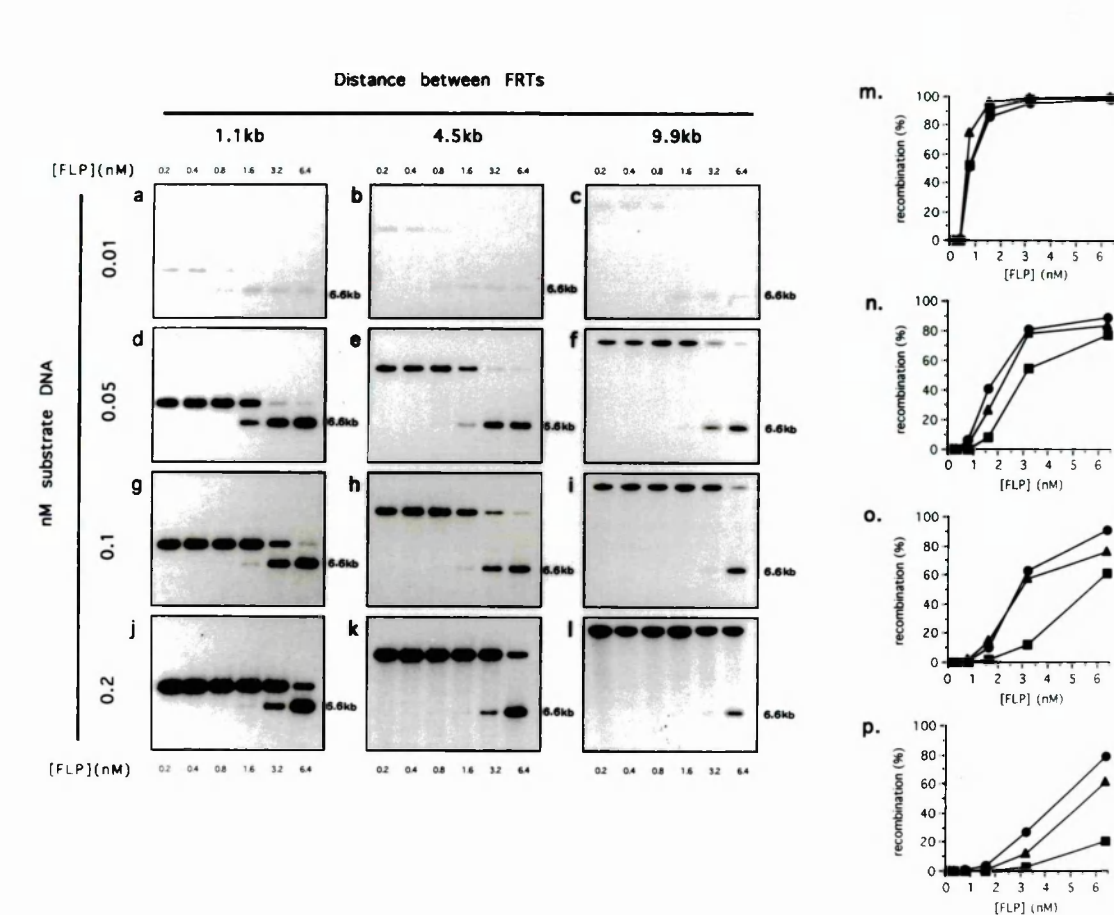 Distance between FRTs
1.1kb 4.5kb 9.9kb
[FLP](nM) 0.2 0.4 0.8 1.6 3.2 6.4 0.2 0.4 0.8 1.6 3.2 6.4 0.2 0.4 0.8 1.6 3.2 6.4
nM substrate DNA
0.01
a 6.6kb
b 6.6kb
c 6.6kb
0.05
d 6.6kb
e 6.6kb
f 6.6kb
0.1
g 6.6kb
h 6.6kb
i 6.6kb
0.2
j 6.6kb
k 6.6kb
l 6.6kb
[FLP](nM) 0.2 0.4 0.8 1.6 3.2 6.4 0.2 0.4 0.8 1.6 3.2 6.4 0.2 0.4 0.8 1.6 3.2 6.4
m.
recombination (%)
100
80
60
40
20
0
0 1 2 3 4 5 6
[FLP] (nM)
n.
recombination (%)
100
80
60
40
20
0
0 1 2 3 4 5 6
[FLP] (nM)
o.
recombination (%)
100
80
60
40
20
0
0 1 2 3 4 5 6
[FLP] (nM)
p.
recombination (%)
100
80
60
40
20
0
0 1 2 3 4 5 6
[FLP] (nM)